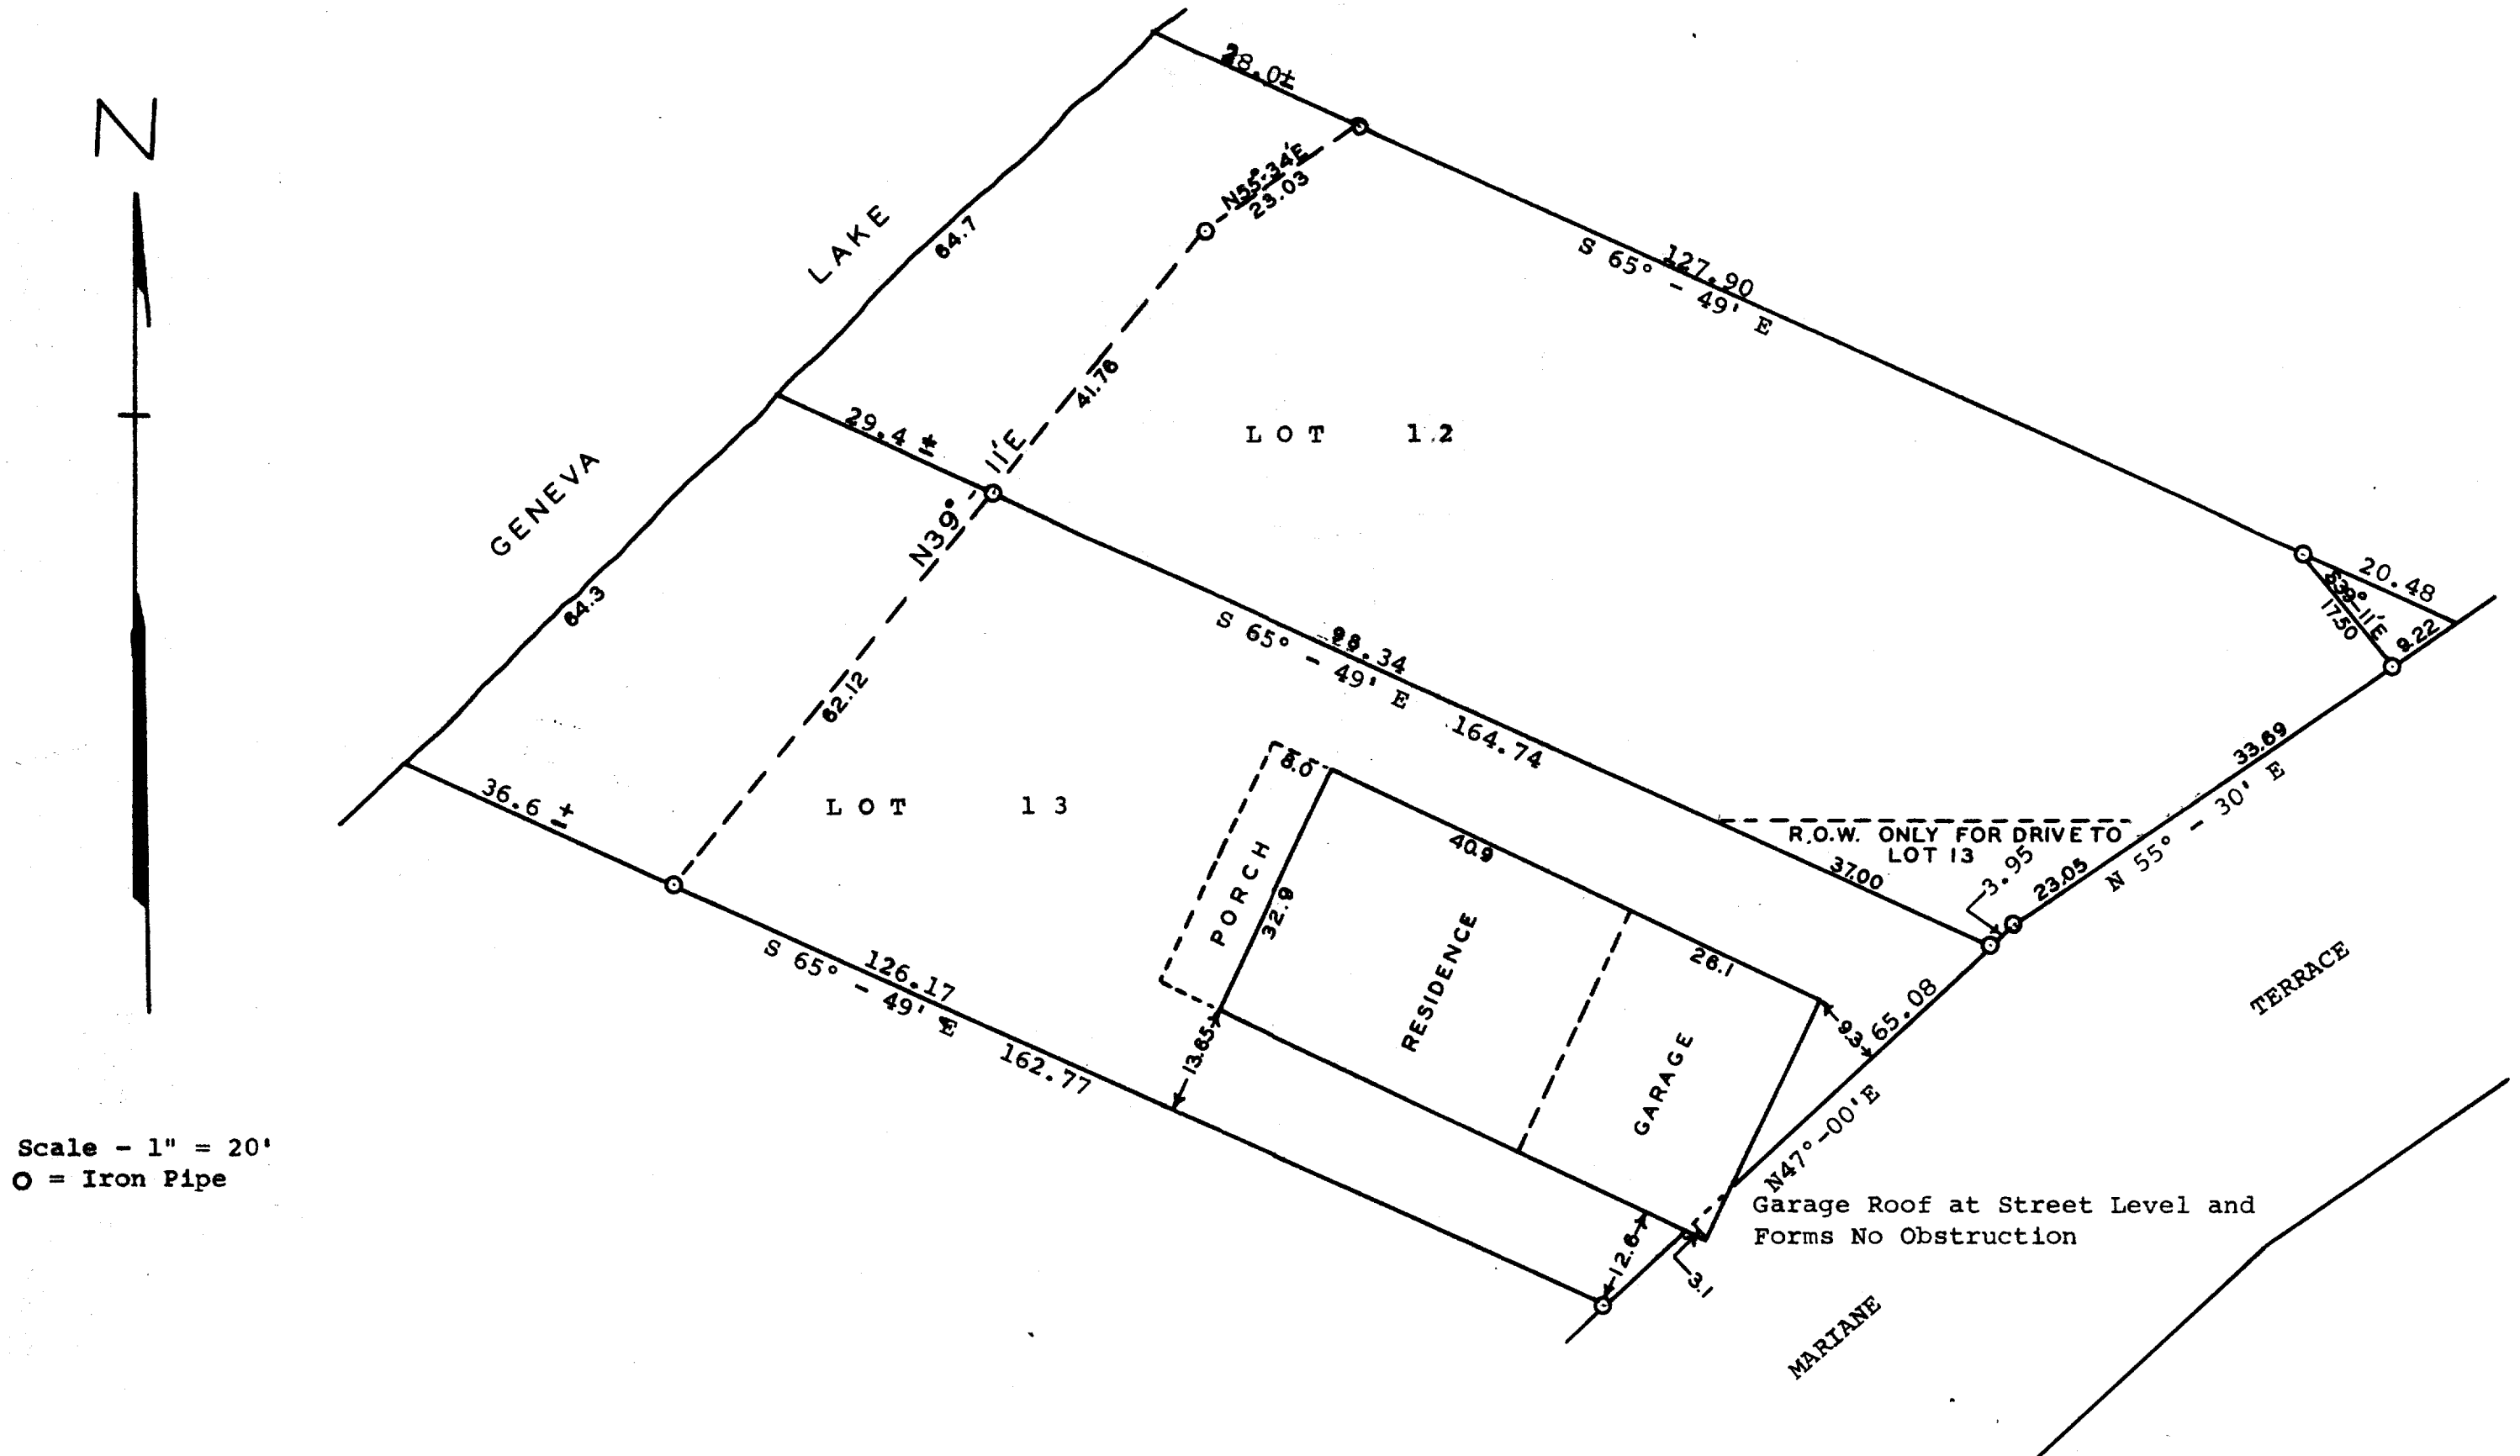 N
28.0±
N55°-34'E
23.03
LAKE
64.7
127.90
S 65° - 49' E
41.76
LOT 12
29.4 ±
N39° 11'E
GENEVA
20.48
17.50
9.22
64.3
S 65° - 49' E 164.74
62.12
33.69
N 55° - 30' E
8.0
36.6 ±
LOT 13
R.O.W. ONLY FOR DRIVE TO
LOT 13
40.9
37.00
3.95
23.05
PORCH
32.9
RESIDENCE
26.1
126.17
S 65° - 49' E 162.77
TERRACE
9.3
65.08
13.65
GARAGE
N47°-00'E
Scale - 1" = 20'
O = Iron Pipe
Garage Roof at Street Level and
Forms No Obstruction
12.6
3.1
MARIANE